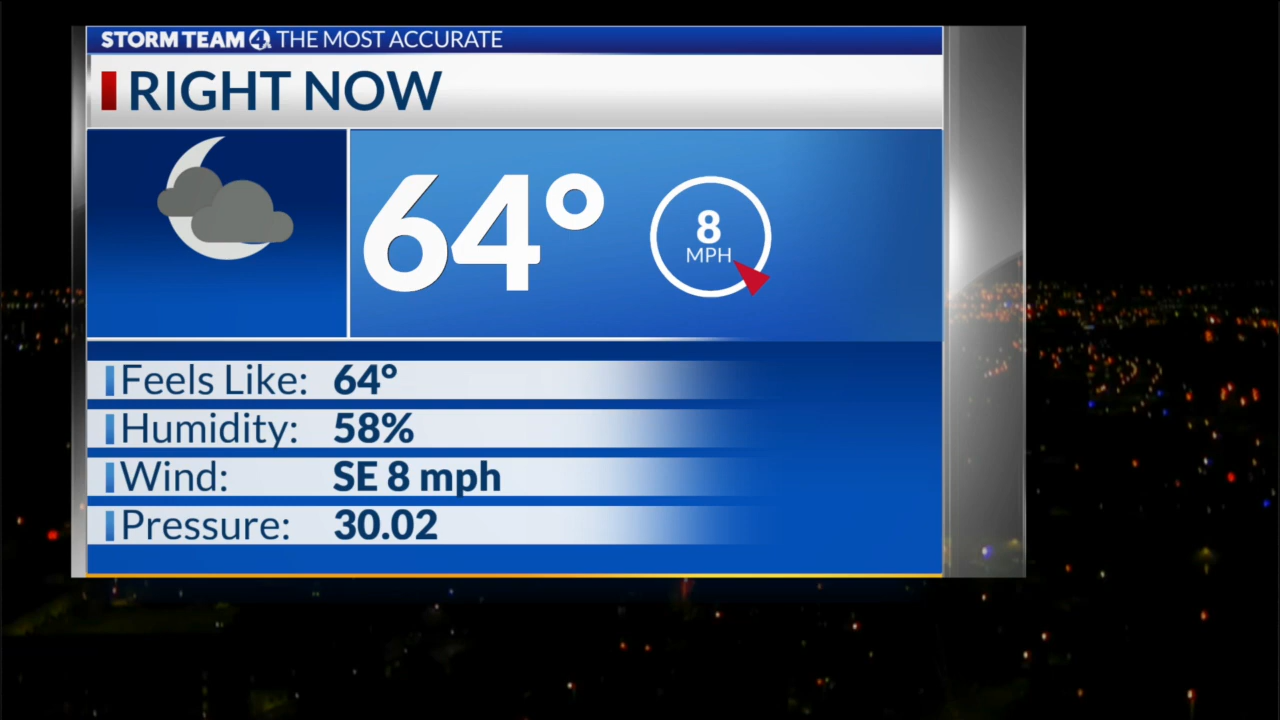 STORM TEAM 4 THE MOST ACCURATE
RIGHT NOW
64°
8
MPH
Feels Like: 64°
Humidity: 58%
Wind: SE 8 mph
Pressure: 30.02